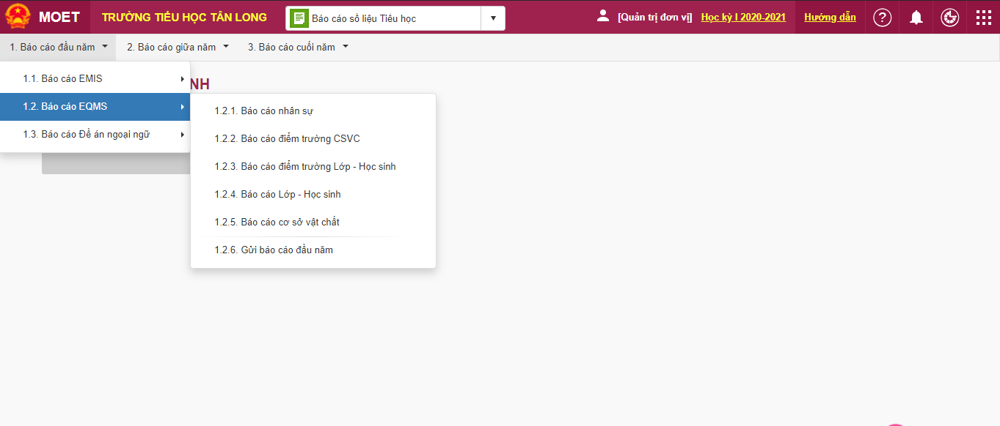 MOET
TRƯỜNG TIỂU HỌC TÂN LONG
Báo cáo số liệu Tiểu học
[Quản trị đơn vị]
Học kỳ I 2020-2021
Hướng dẫn
1. Báo cáo đầu năm
2. Báo cáo giữa năm
3. Báo cáo cuối năm
1.1. Báo cáo EMIS
NH
1.2. Báo cáo EQMS
1.3. Báo cáo Đề án ngoại ngữ
1.2.1. Báo cáo nhân sự
1.2.2. Báo cáo điểm trường CSVC
1.2.3. Báo cáo điểm trường Lớp - Học sinh
1.2.4. Báo cáo Lớp - Học sinh
1.2.5. Báo cáo cơ sở vật chất
1.2.6. Gửi báo cáo đầu năm